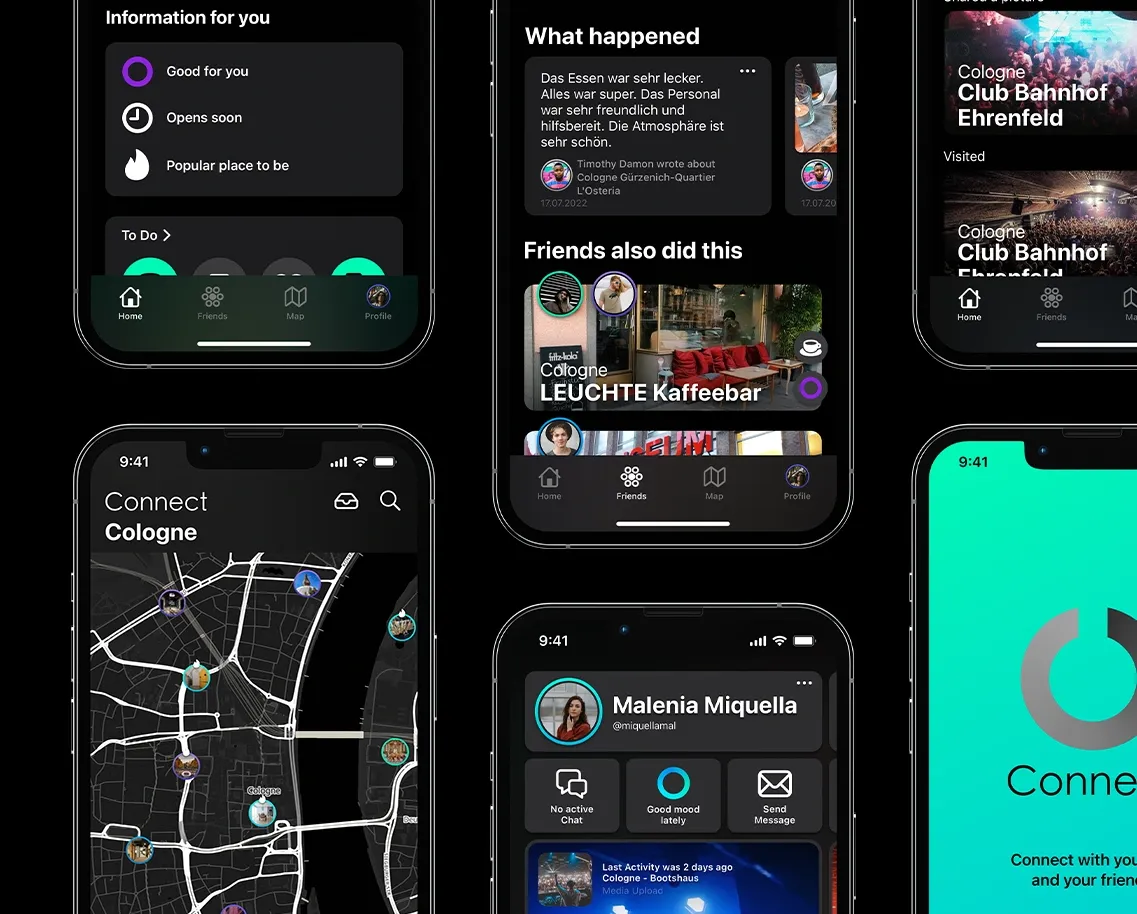 Information for you
Good for you
Opens soon
Popular place to be
To Do
Home
Friends
Map
Profile
9:41
Connect
Cologne
Cologne
What happened
Das Essen war sehr lecker.
Alles war super. Das Personal
war sehr freundlich und
hilfsbereit. Die Atmosphäre ist
sehr schön.
Timothy Damon wrote about
Cologne Gürzenich-Quartier
L'Osteria
17.07.2022
17.07.20
Friends also did this
fritz-kola
Cologne
LEUCHTE Kaffeebar
Home
Friends
Map
Profile
9:41
Malenia Miquella
@miquellamal
No active
Chat
Good mood
lately
Send
Message
Last Activity was 2 days ago
Cologne - Bootshaus
Media Upload
Shared a picture
Cologne
Club Bahnhof
Ehrenfeld
Visited
Cologne
Club Bahnhof
Ehrenfeld
Home
Friends
Ma
9:41
Conne
Connect with you
and your frien